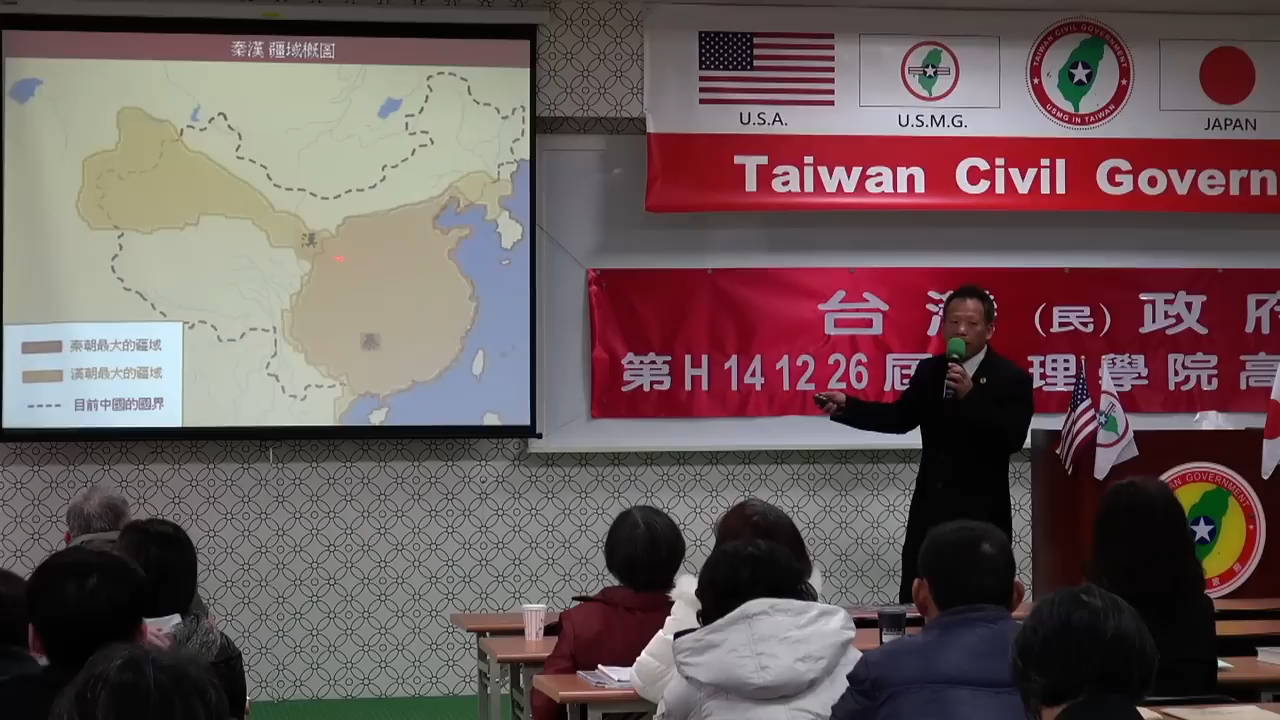 秦漢 疆域概圖
漢
秦
秦朝最大的疆域
漢朝最大的疆域
目前中國的國界
U.S.A.
U.S.M.G.
TAIWAN CIVIL GOVERNMENT
USMG IN TAIWAN
JAPAN
Taiwan Civil Govern
台灣（民）政府
第H 14 12 26 屆 理學院高
GOVERNMENT